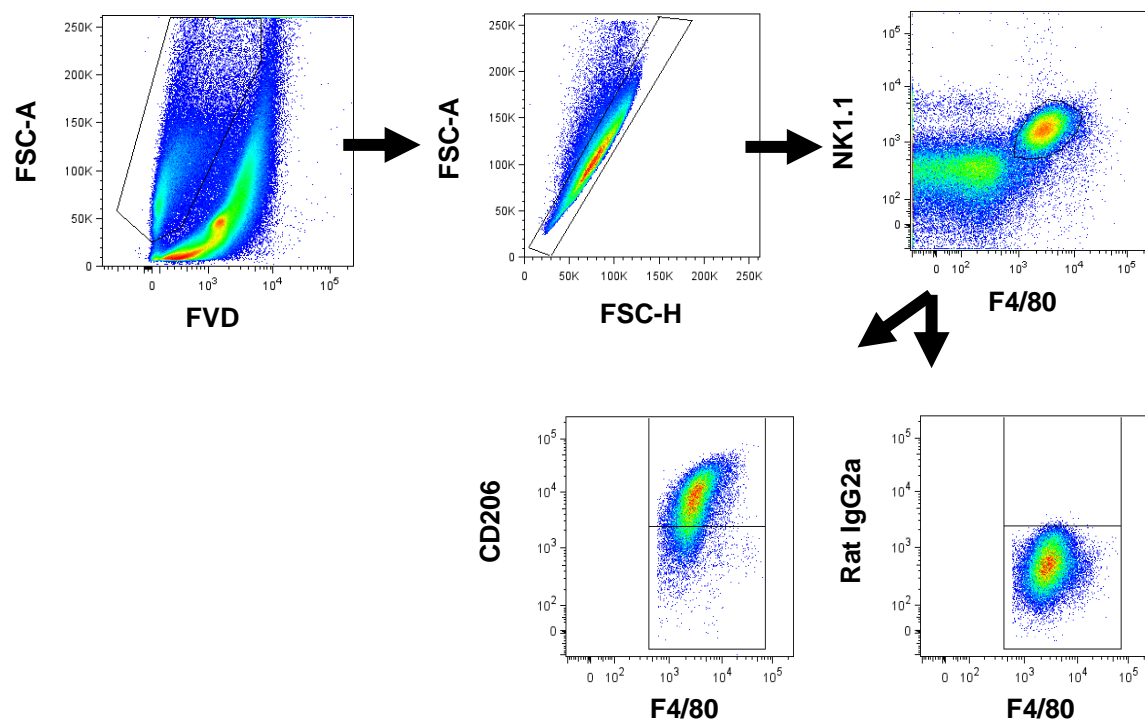 FSC-A
250K
200K
150K
100K
50K
0
0
10³
10⁴
10⁵
FVD
FSC-A
250K
200K
150K
100K
50K
0
50K
100K
150K
200K
250K
FSC-H
NK1.1
10⁵
10⁴
10³
10²
0
0
10²
10³
10⁴
10⁵
F4/80
CD206
10⁵
10⁴
10³
10²
0
0
10²
10³
10⁴
10⁵
F4/80
Rat IgG2a
10⁵
10⁴
10³
10²
0
0
10²
10³
10⁴
10⁵
F4/80